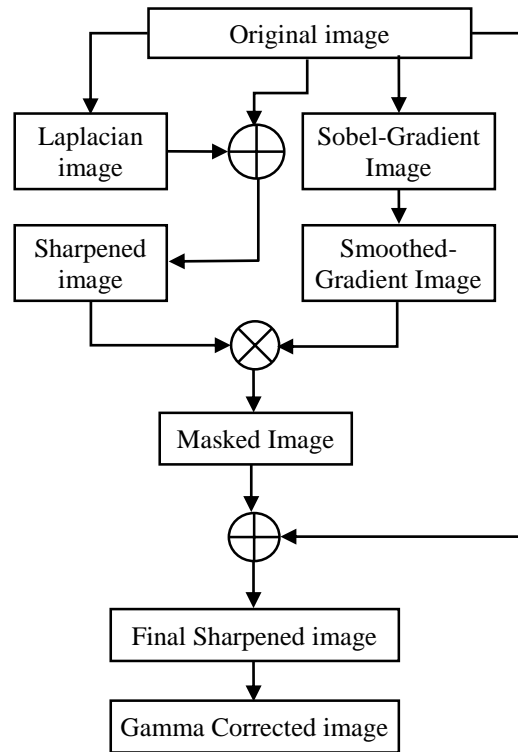 Original image
Laplacian
image
Sobel-Gradient
Image
Sharpened
image
Smoothed-
Gradient Image
Masked Image
Final Sharpened image
Gamma Corrected image